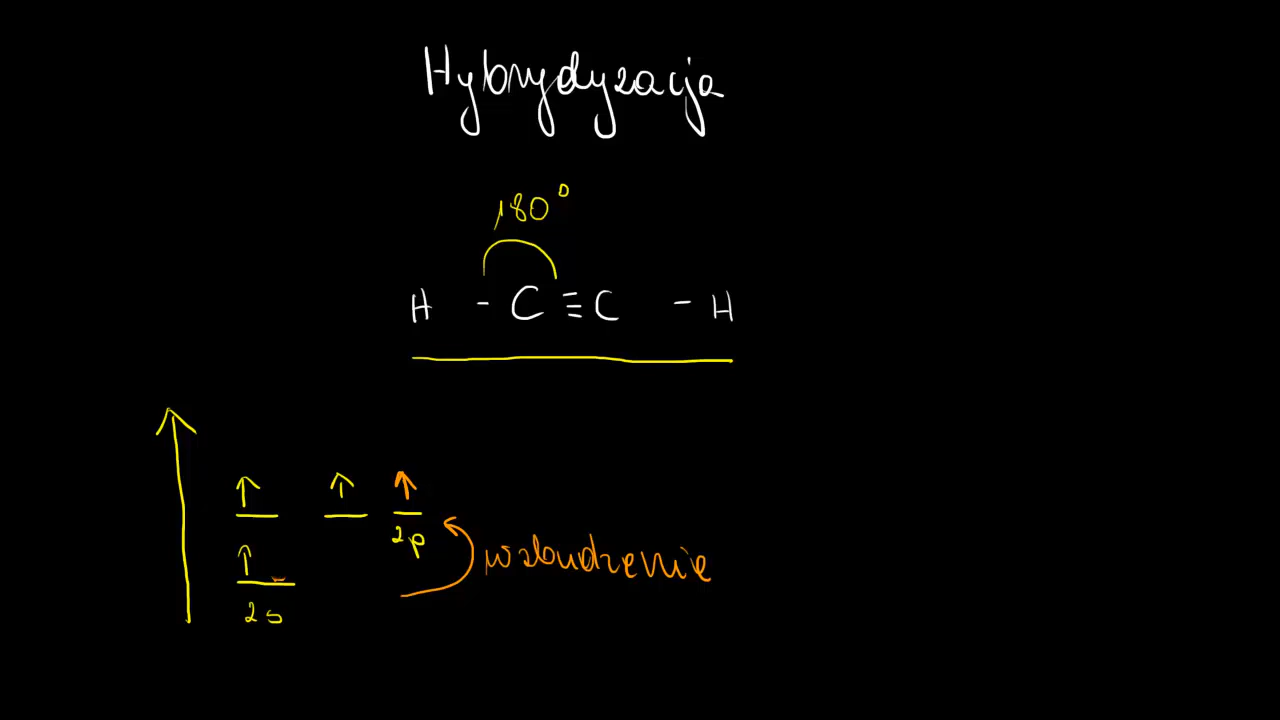 Hybrydyzacja
180°
H - C ≡ C - H
2p
wzbudzenie
2s